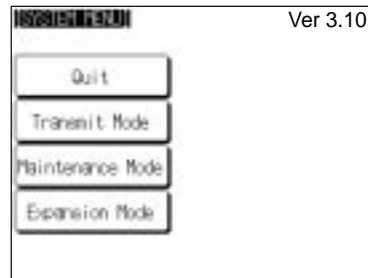 [SYSTEM MENU]
Ver 3.10
Quit
Transmit Mode
Maintenance Mode
Expansion Mode